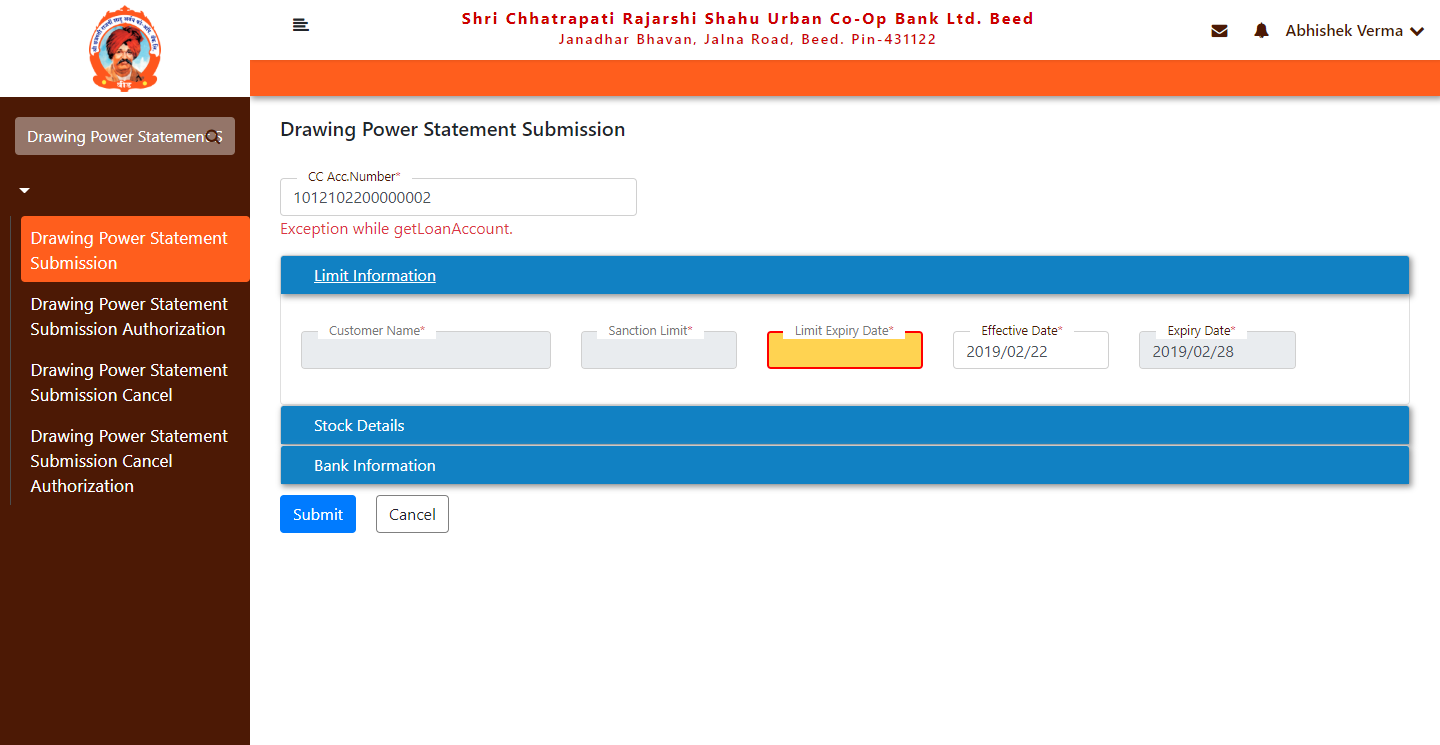 Shri Chhatrapati Rajarshi Shahu Urban Co-Op Bank Ltd. Beed
Janadhar Bhavan, Jalna Road, Beed. Pin-431122
Abhishek Verma
बीड
Drawing Power Statement S
Drawing Power Statement
Submission
Drawing Power Statement
Submission Authorization
Drawing Power Statement
Submission Cancel
Drawing Power Statement
Submission Cancel
Authorization
Drawing Power Statement Submission
CC Acc.Number*
1012102200000002
Exception while getLoanAccount.
Limit Information
Customer Name*
Sanction Limit*
Limit Expiry Date*
Effective Date*
2019/02/22
Expiry Date*
2019/02/28
Stock Details
Bank Information
Submit
Cancel